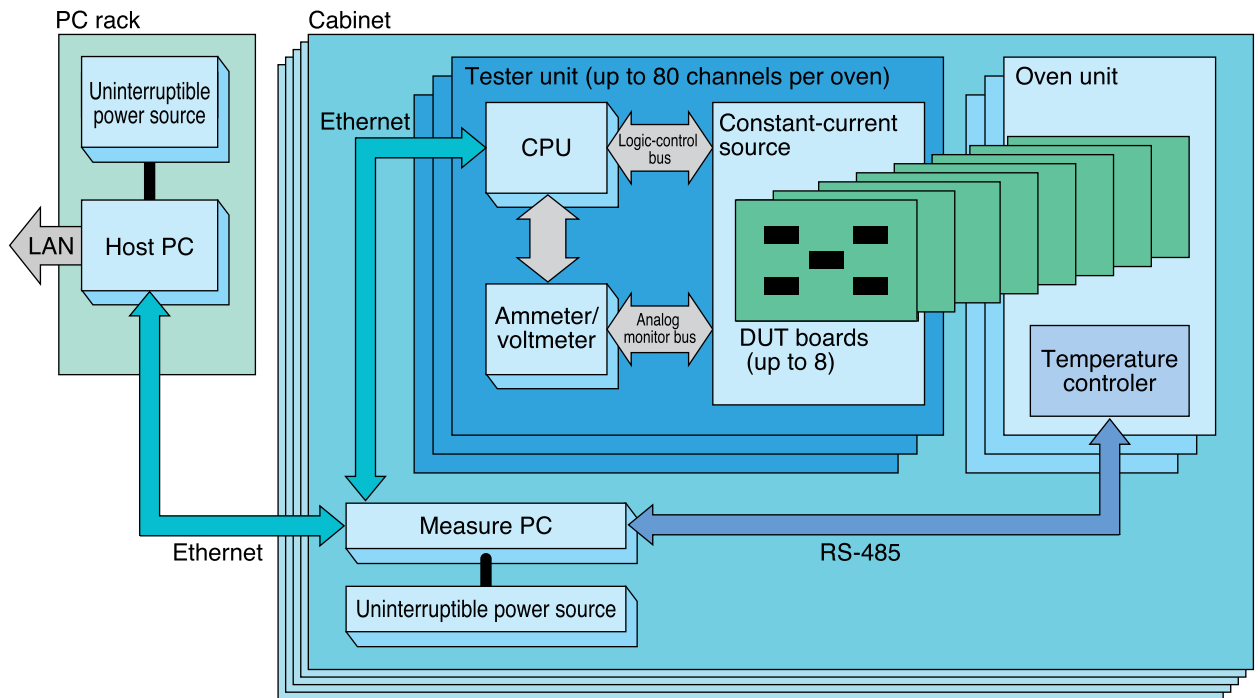 PC rack
Uninterruptible
power source
Host PC
LAN
Ethernet
Cabinet
Tester unit (up to 80 channels per oven)
Ethernet
CPU
Logic-control
bus
Constant-current
source
Ammeter/
voltmeter
Analog
monitor bus
DUT boards
(up to 8)
Oven unit
Temperature
controler
Measure PC
RS-485
Uninterruptible power source